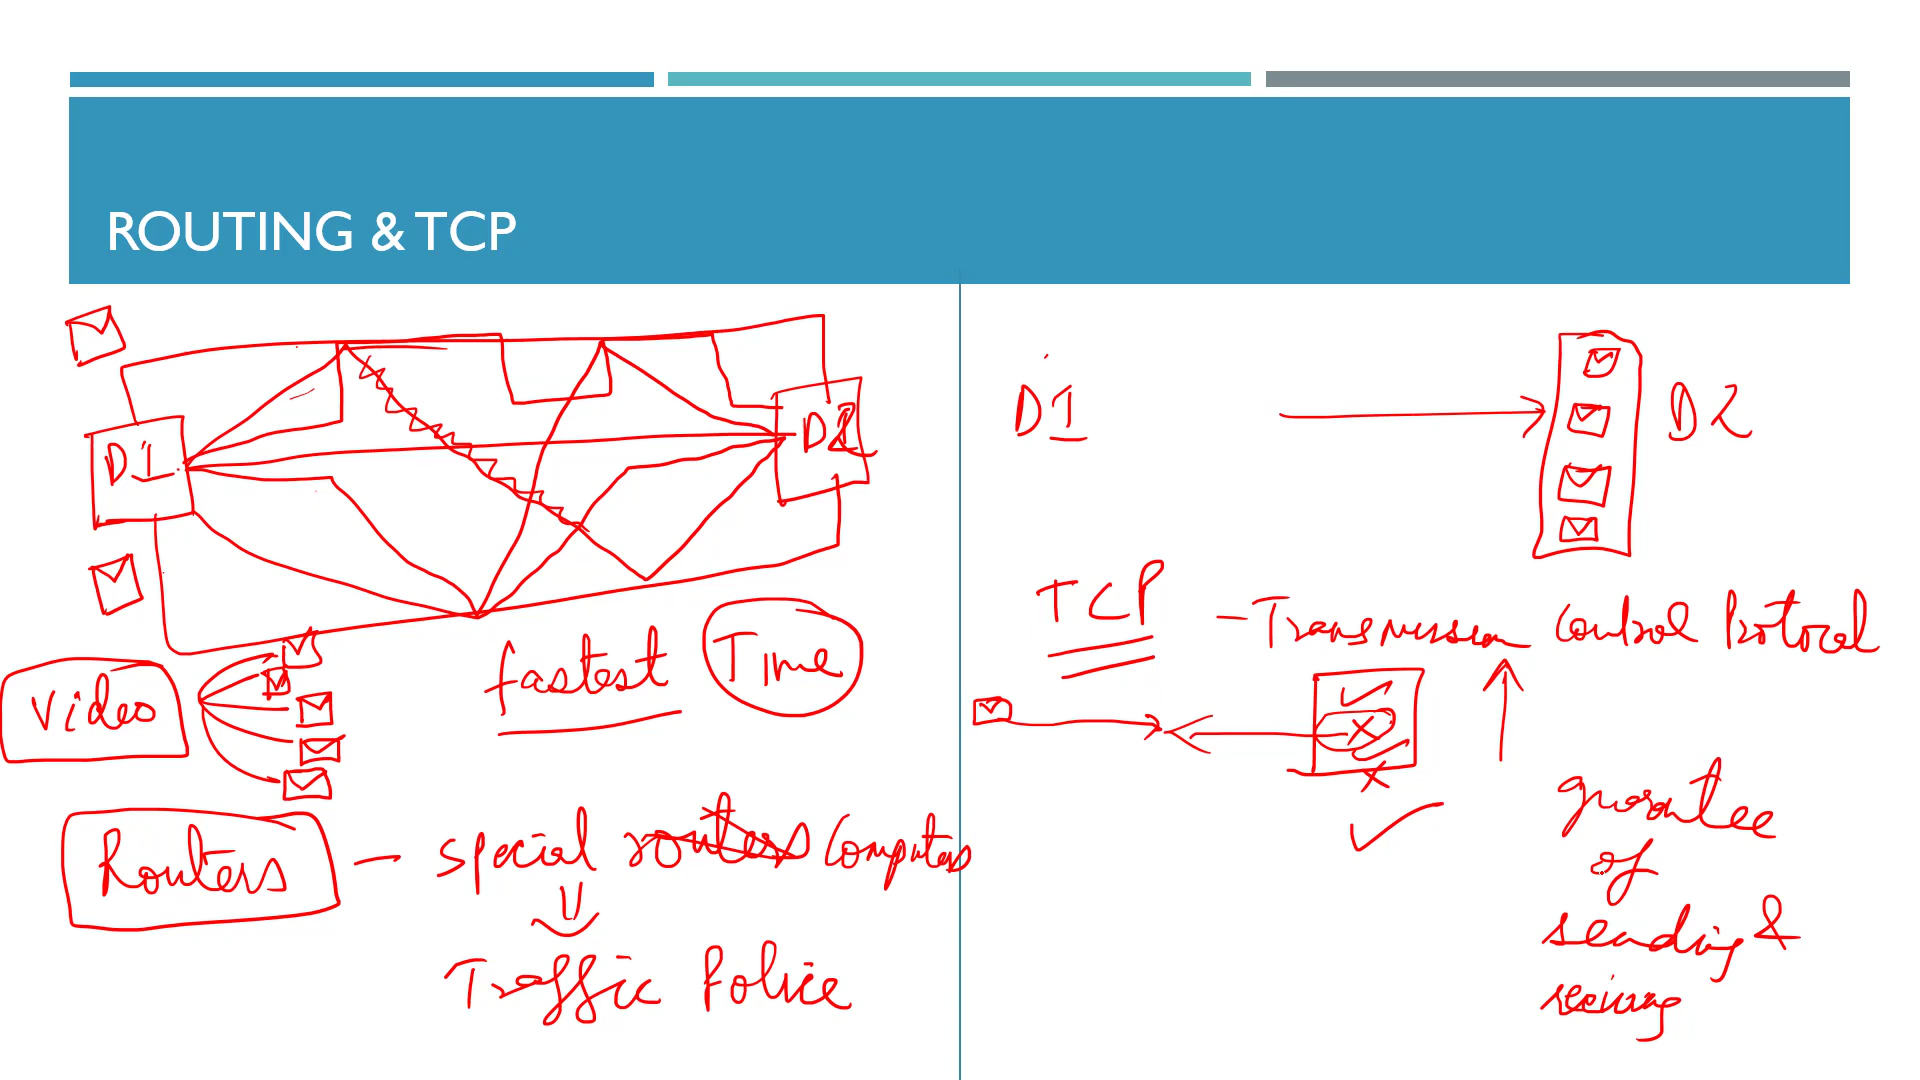 ROUTING & TCP
D1
D2
fastest Time
Video
Routers - special routers Computers
Traffic Police
D1
D2
TCP - Transmission Control Protocol
guarantee
of
sending &